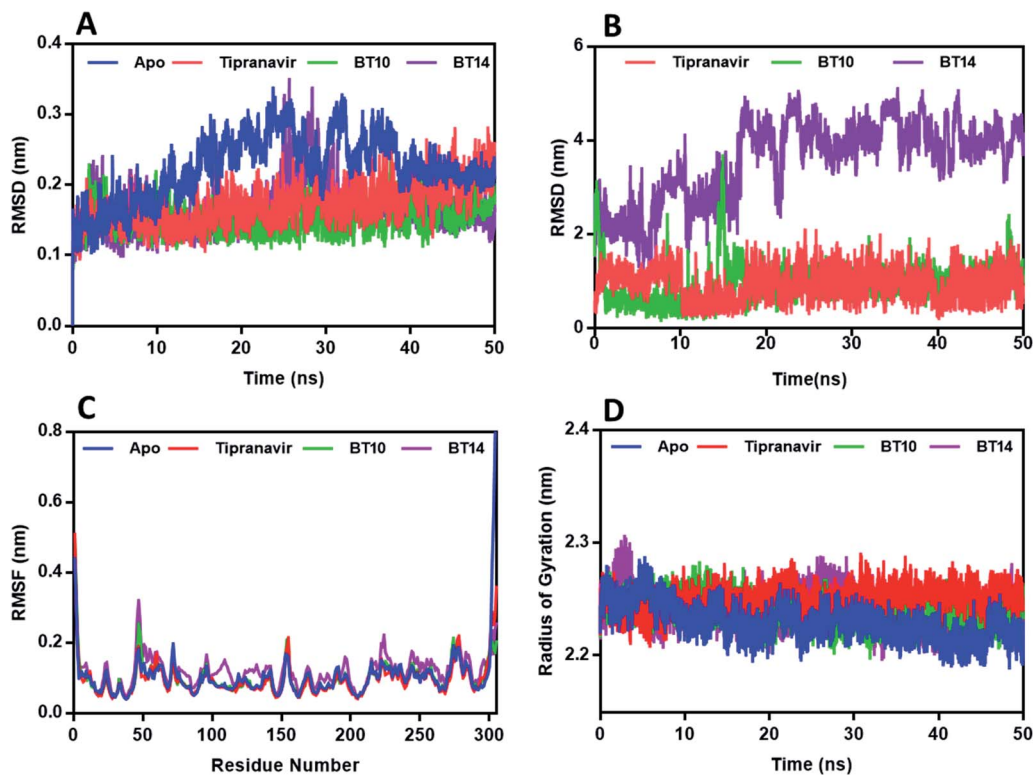 A
0.4
Apo Tipranavir BT10 BT14
0.3
0.2
0.1
0.0
RMSD (nm)
0 10 20 30 40 50
Time (ns)
B
6
Tipranavir BT10 BT14
4
2
0
RMSD (nm)
0 10 20 30 40 50
Time(ns)
C
0.8
Apo Tipranavir BT10 BT14
0.6
0.4
0.2
0.0
RMSF (nm)
0 50 100 150 200 250 300
Residue Number
D
2.4
Apo Tipranavir BT10 BT14
2.3
2.2
Radius of Gyration (nm)
0 10 20 30 40 50
Time (ns)